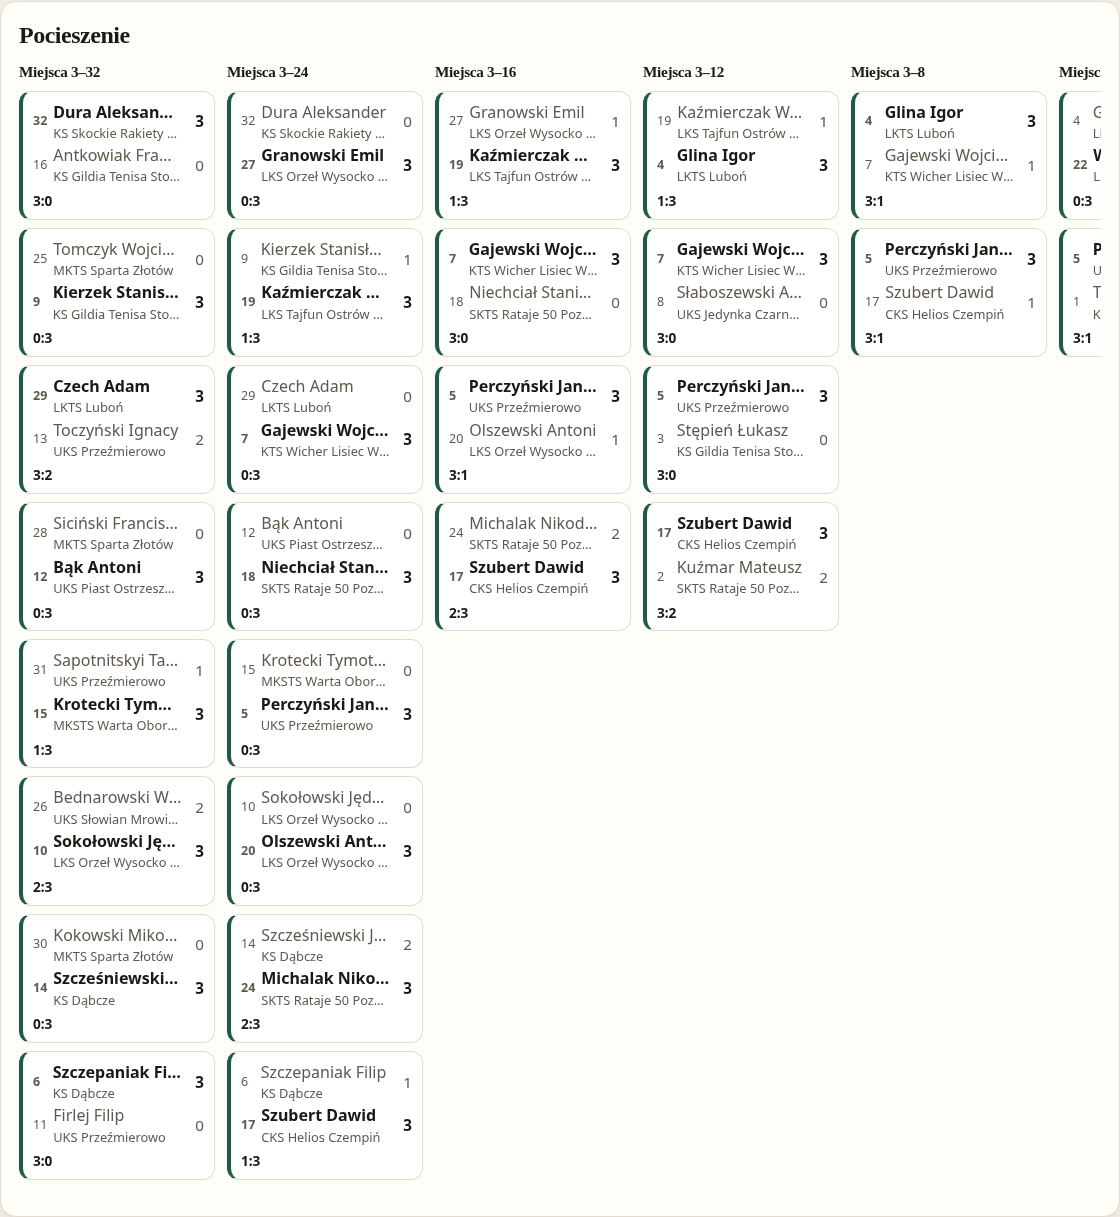 Pocieszenie
Miejsca 3–32
32 Dura Aleksan... 3
KS Skockie Rakiety ...
16 Antkowiak Fra... 0
KS Gildia Tenisa Sto...
3:0
25 Tomczyk Wojci... 0
MKTS Sparta Złotów
9 Kierzek Stanis... 3
KS Gildia Tenisa Sto...
0:3
29 Czech Adam 3
LKTS Luboń
13 Toczyński Ignacy 2
UKS Przeźmierowo
3:2
28 Siciński Francis... 0
MKTS Sparta Złotów
12 Bąk Antoni 3
UKS Piast Ostrzesz...
0:3
31 Sapotnitskyi Ta... 1
UKS Przeźmierowo
15 Krotecki Tym... 3
MKSTS Warta Obor...
1:3
26 Bednarowski W... 2
UKS Słowian Mrowi...
10 Sokołowski Ję... 3
LKS Orzeł Wysocko ...
2:3
30 Kokowski Miko... 0
MKTS Sparta Złotów
14 Szcześniewski... 3
KS Dąbcze
0:3
6 Szczepaniak Fi... 3
KS Dąbcze
11 Firlej Filip 0
UKS Przeźmierowo
3:0
Miejsca 3–24
32 Dura Aleksander 0
KS Skockie Rakiety ...
27 Granowski Emil 3
LKS Orzeł Wysocko ...
0:3
9 Kierzek Stanisł... 1
KS Gildia Tenisa Sto...
19 Kaźmierczak ... 3
LKS Tajfun Ostrów ...
1:3
29 Czech Adam 0
LKTS Luboń
7 Gajewski Wojc... 3
KTS Wicher Lisiec W...
0:3
12 Bąk Antoni 0
UKS Piast Ostrzesz...
18 Niechciał Stan... 3
SKTS Rataje 50 Poz...
0:3
15 Krotecki Tymot... 0
MKSTS Warta Obor...
5 Perczyński Jan... 3
UKS Przeźmierowo
0:3
10 Sokołowski Jęd... 0
LKS Orzeł Wysocko ...
20 Olszewski Ant... 3
LKS Orzeł Wysocko ...
0:3
14 Szcześniewski J... 2
KS Dąbcze
24 Michalak Niko... 3
SKTS Rataje 50 Poz...
2:3
6 Szczepaniak Filip 1
KS Dąbcze
17 Szubert Dawid 3
CKS Helios Czempiń
1:3
Miejsca 3–16
27 Granowski Emil 1
LKS Orzeł Wysocko ...
19 Kaźmierczak ... 3
LKS Tajfun Ostrów ...
1:3
7 Gajewski Wojc... 3
KTS Wicher Lisiec W...
18 Niechciał Stani... 0
SKTS Rataje 50 Poz...
3:0
5 Perczyński Jan... 3
UKS Przeźmierowo
20 Olszewski Antoni 1
LKS Orzeł Wysocko ...
3:1
24 Michalak Nikod... 2
SKTS Rataje 50 Poz...
17 Szubert Dawid 3
CKS Helios Czempiń
2:3
Miejsca 3–12
19 Kaźmierczak W... 1
LKS Tajfun Ostrów ...
4 Glina Igor 3
LKTS Luboń
1:3
7 Gajewski Wojc... 3
KTS Wicher Lisiec W...
8 Słaboszewski A... 0
UKS Jedynka Czarn...
3:0
5 Perczyński Jan... 3
UKS Przeźmierowo
3 Stępień Łukasz 0
KS Gildia Tenisa Sto...
3:0
17 Szubert Dawid 3
CKS Helios Czempiń
2 Kuźmar Mateusz 2
SKTS Rataje 50 Poz...
3:2
Miejsca 3–8
4 Glina Igor 3
LKTS Luboń
7 Gajewski Wojci... 1
KTS Wicher Lisiec W...
3:1
5 Perczyński Jan... 3
UKS Przeźmierowo
17 Szubert Dawid 1
CKS Helios Czempiń
3:1
4
22
0:3
5
1
3:1